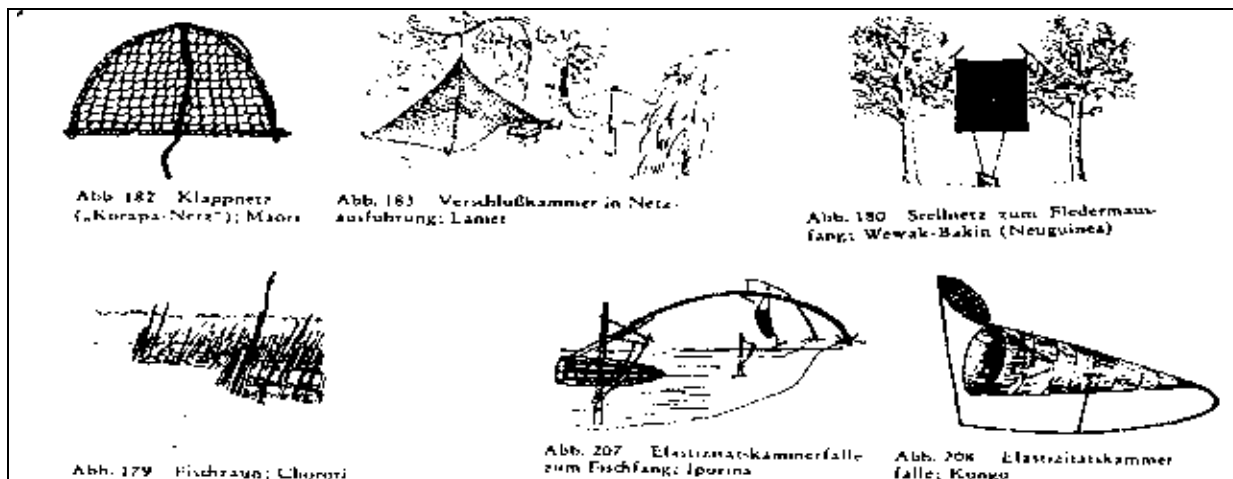 Abb. 182 Klappnetz
(„Korapa-Netz“); Maori
Abb. 183 Verschlußkammer in Netz-
ausführung; Lamet
Abb. 180 Stellnetz zum Fledermaus-
fang; Wewak-Bakin (Neuguinea)
Abb. 179 Fischzaun; Chorori
Abb. 207 Elastizitätskammerfalle
zum Fischfang; Ipurina
Abb. 208 Elastizitätskammer
falle; Kongo